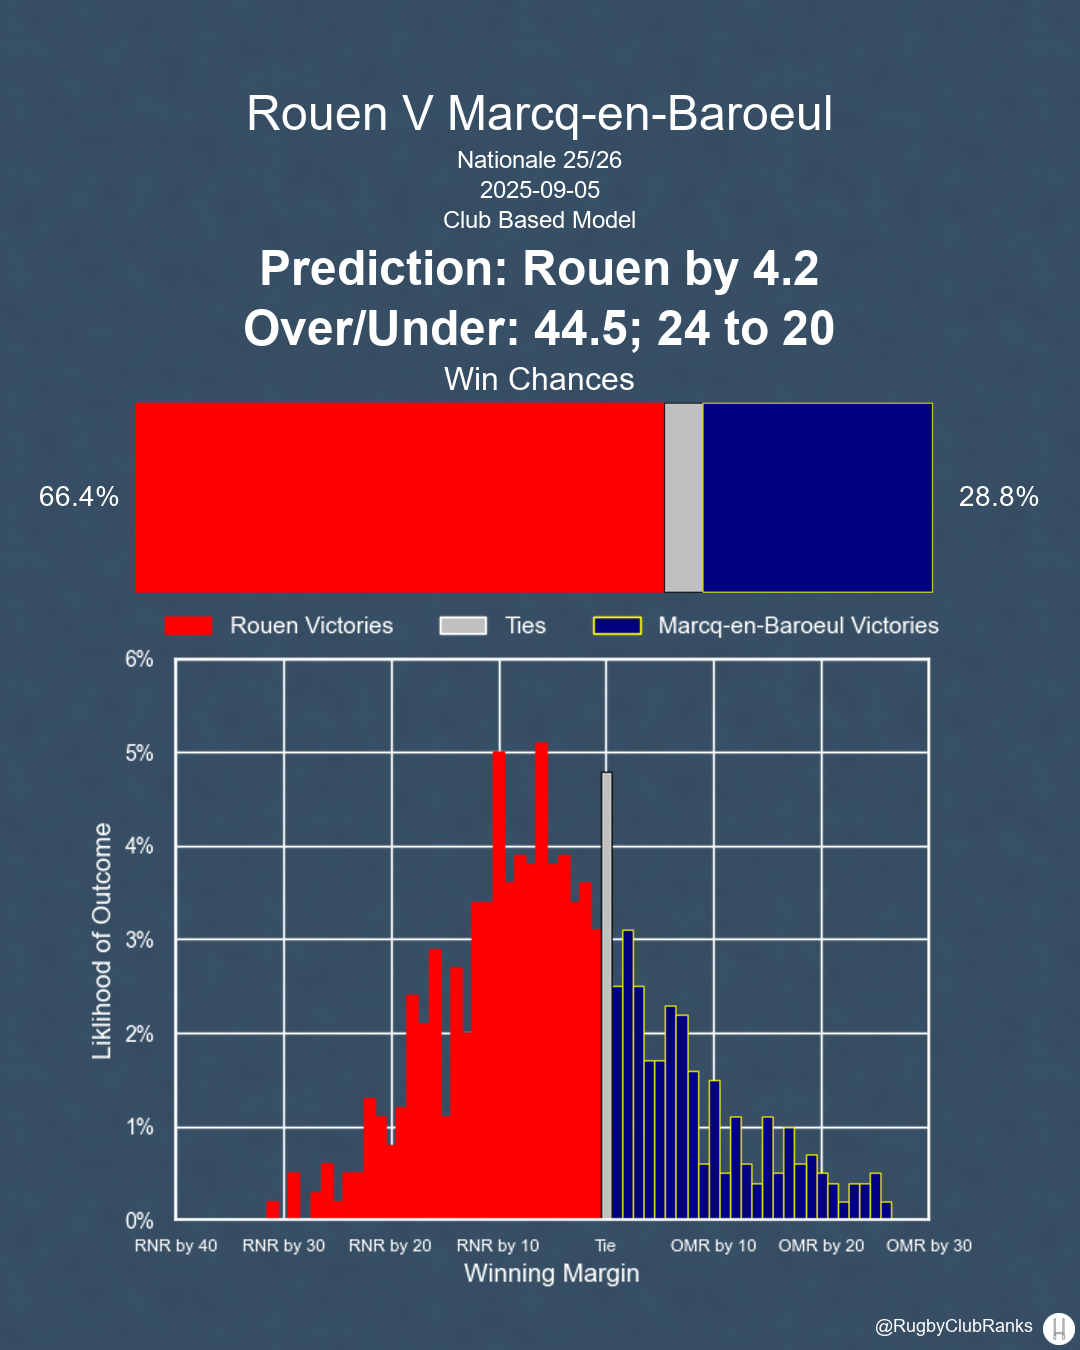 Rouen V Marcq-en-Baroeul
Nationale 25/26
2025-09-05
Club Based Model
Prediction: Rouen by 4.2
Over/Under: 44.5; 24 to 20
Win Chances
66.4%
28.8%
Rouen Victories
Ties
Marcq-en-Baroeul Victories
6%
5%
4%
3%
2%
1%
0%
Liklihood of Outcome
RNR by 40
RNR by 30
RNR by 20
RNR by 10
Tie
OMR by 10
OMR by 20
OMR by 30
Winning Margin
@RugbyClubRanks